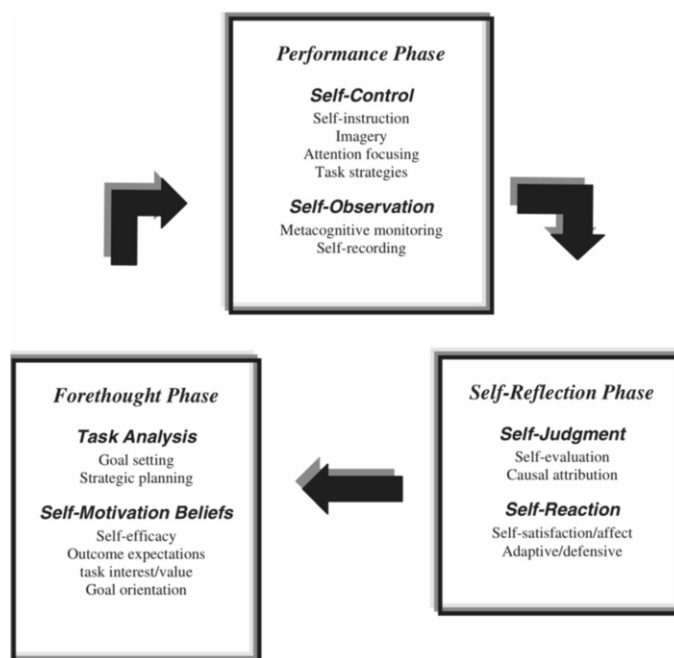 Performance Phase
Self-Control
Self-instruction
Imagery
Attention focusing
Task strategies
Self-Observation
Metacognitive monitoring
Self-recording
Forethought Phase
Task Analysis
Goal setting
Strategic planning
Self-Motivation Beliefs
Self-efficacy
Outcome expectations
task interest/value
Goal orientation
Self-Reflection Phase
Self-Judgment
Self-evaluation
Causal attribution
Self-Reaction
Self-satisfaction/affect
Adaptive/defensive